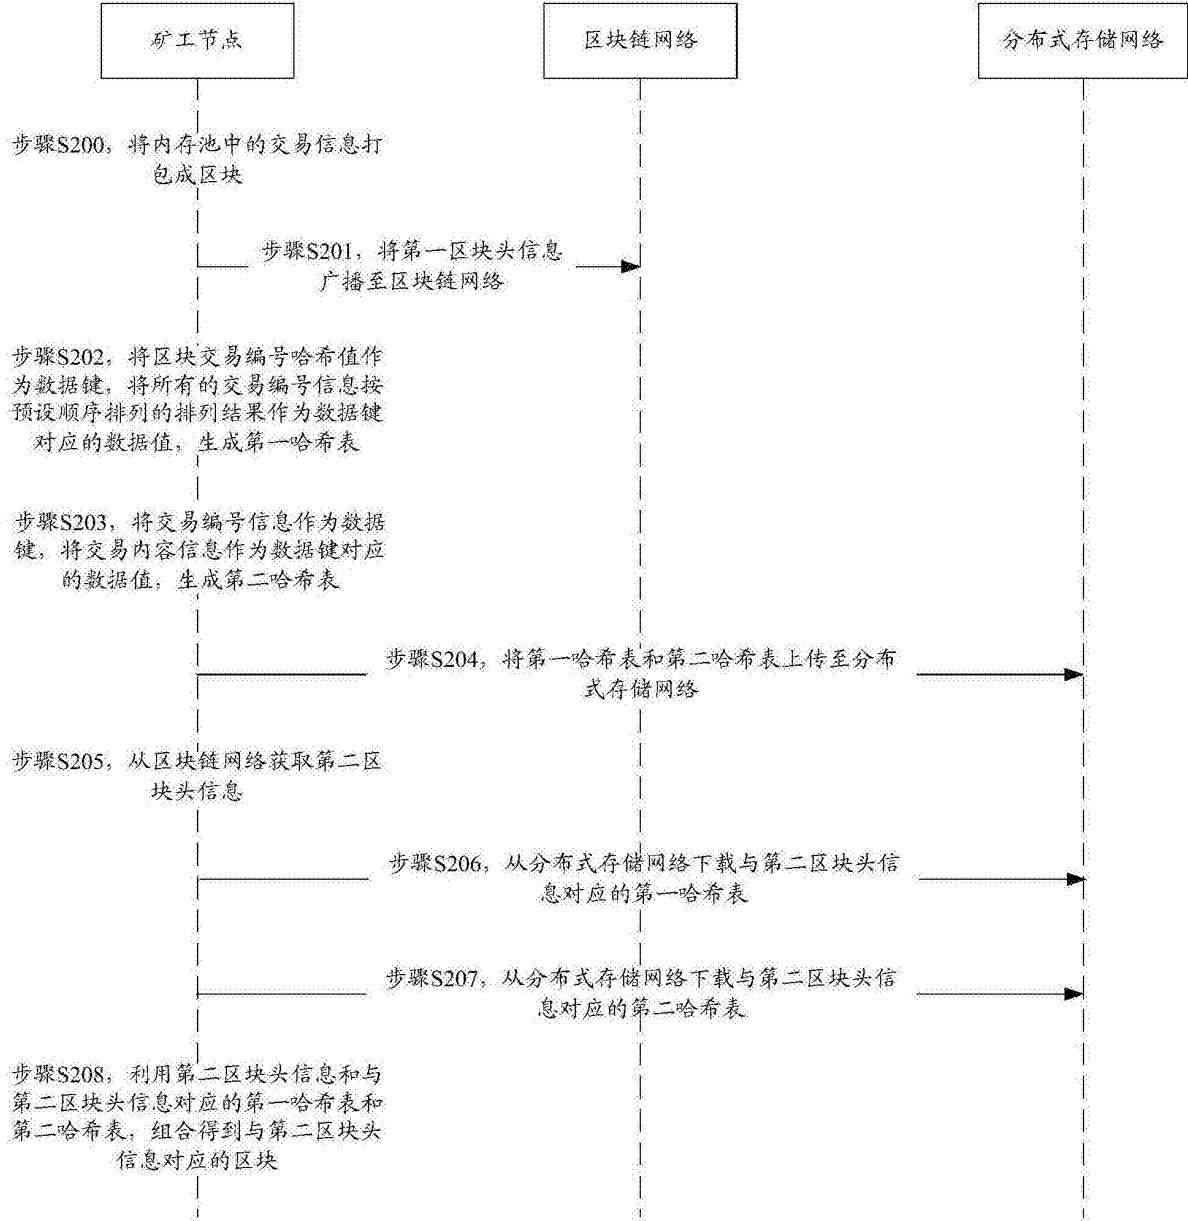 矿工节点
区块链网络
分布式存储网络
步骤S200，将内存池中的交易信息打
包成区块
步骤S201，将第一区块头信息
广播至区块链网络
步骤S202，将区块交易编号哈希值作
为数据键，将所有的交易编号信息按
预设顺序排列的排列结果作为数据键
对应的数据值，生成第一哈希表
步骤S203，将交易编号信息作为数据
键，将交易内容信息作为数据键对应
的数据值，生成第二哈希表
步骤S204，将第一哈希表和第二哈希表上传至分布
式存储网络
步骤S205，从区块链网络获取第二区
块头信息
步骤S206，从分布式存储网络下载与第二区块头信
息对应的第一哈希表
步骤S207，从分布式存储网络下载与第二区块头信
息对应的第二哈希表
步骤S208，利用第二区块头信息和与
第二区块头信息对应的第一哈希表和
第二哈希表，组合得到与第二区块头
信息对应的区块